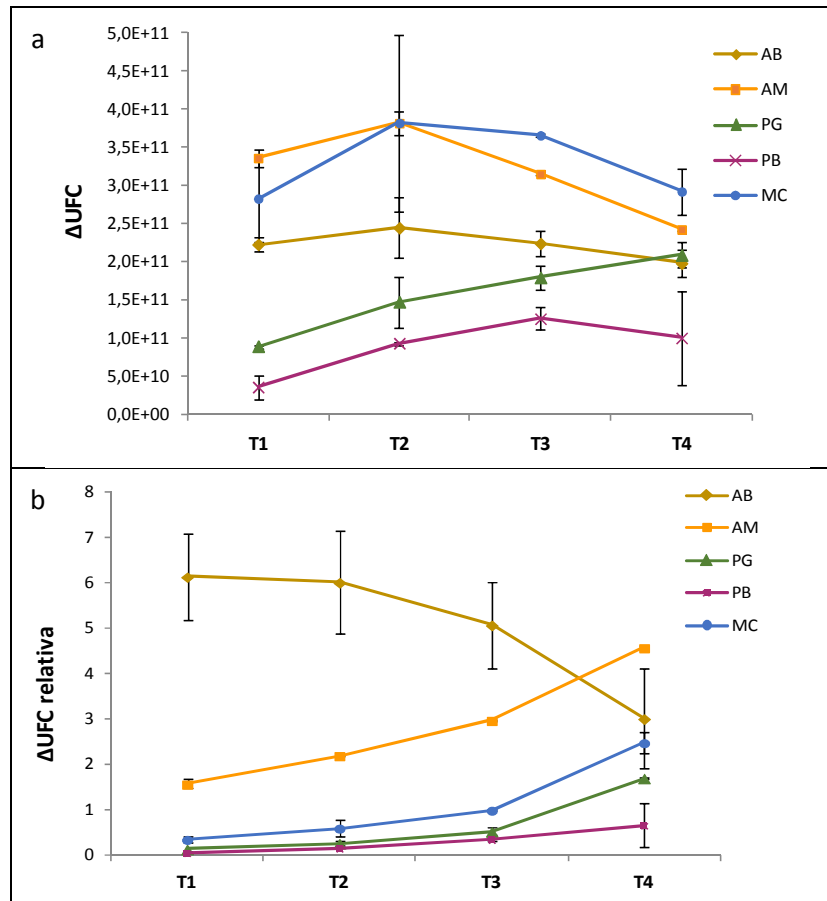 a
ΔUFC
5,0E+11
4,5E+11
4,0E+11
3,5E+11
3,0E+11
2,5E+11
2,0E+11
1,5E+11
1,0E+11
5,0E+10
0,0E+00
T1 T2 T3 T4
AB
AM
PG
PB
MC
b
ΔUFC relativa
8
7
6
5
4
3
2
1
0
T1 T2 T3 T4
AB
AM
PG
PB
MC